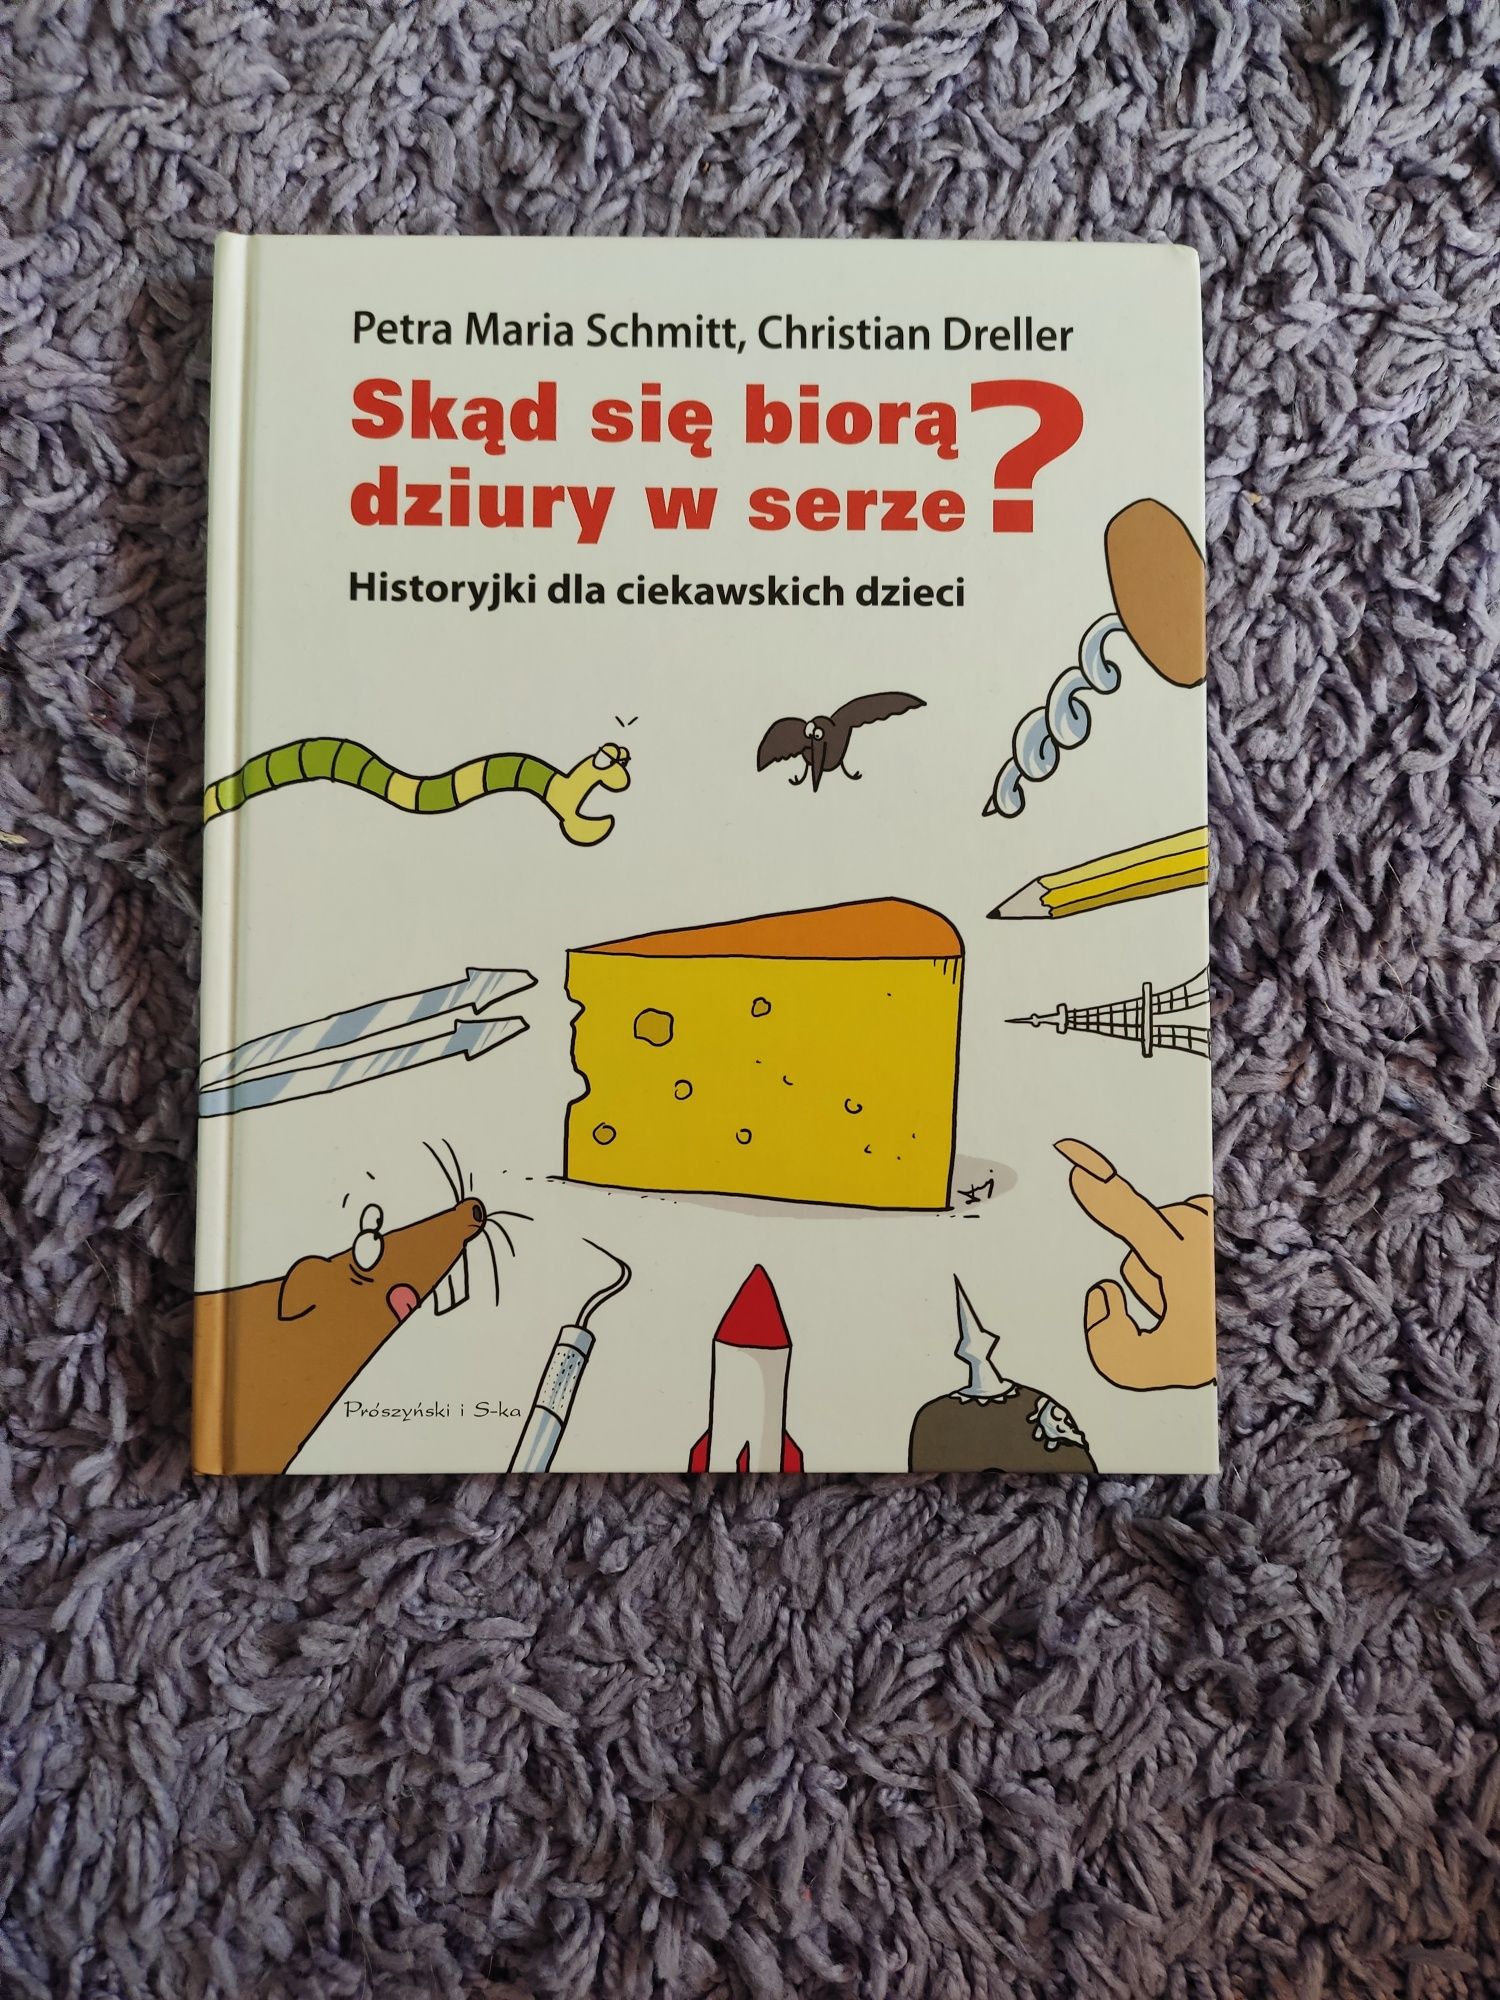 Petra Maria Schmitt, Christian Dreller
Skąd się biorą
dziury w serze?
Historyjki dla ciekawskich dzieci
Prószyński i S-ka